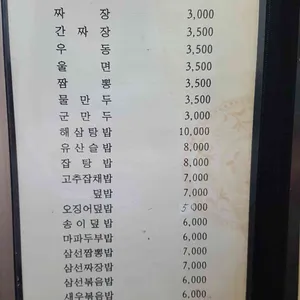 짜 장 3,000
간 짜 장 3,500
우 동 3,500
울 면 3,500
짬 뽕 3,500
물 만 두 3,500
군 만 두 3,000
해 삼 탕 밥 10,000
유 산 슬 밥 8,000
잡 탕 밥 8,000
고추잡채밥 7,000
덮밥 7,000
오징어덮밥 5,000
송 이 덮 밥 6,000
마파두부밥 6,000
삼선짬뽕밥 7,000
삼선짜장밥 7,000
삼선볶음밥 6,000
새우볶음밥 6,000